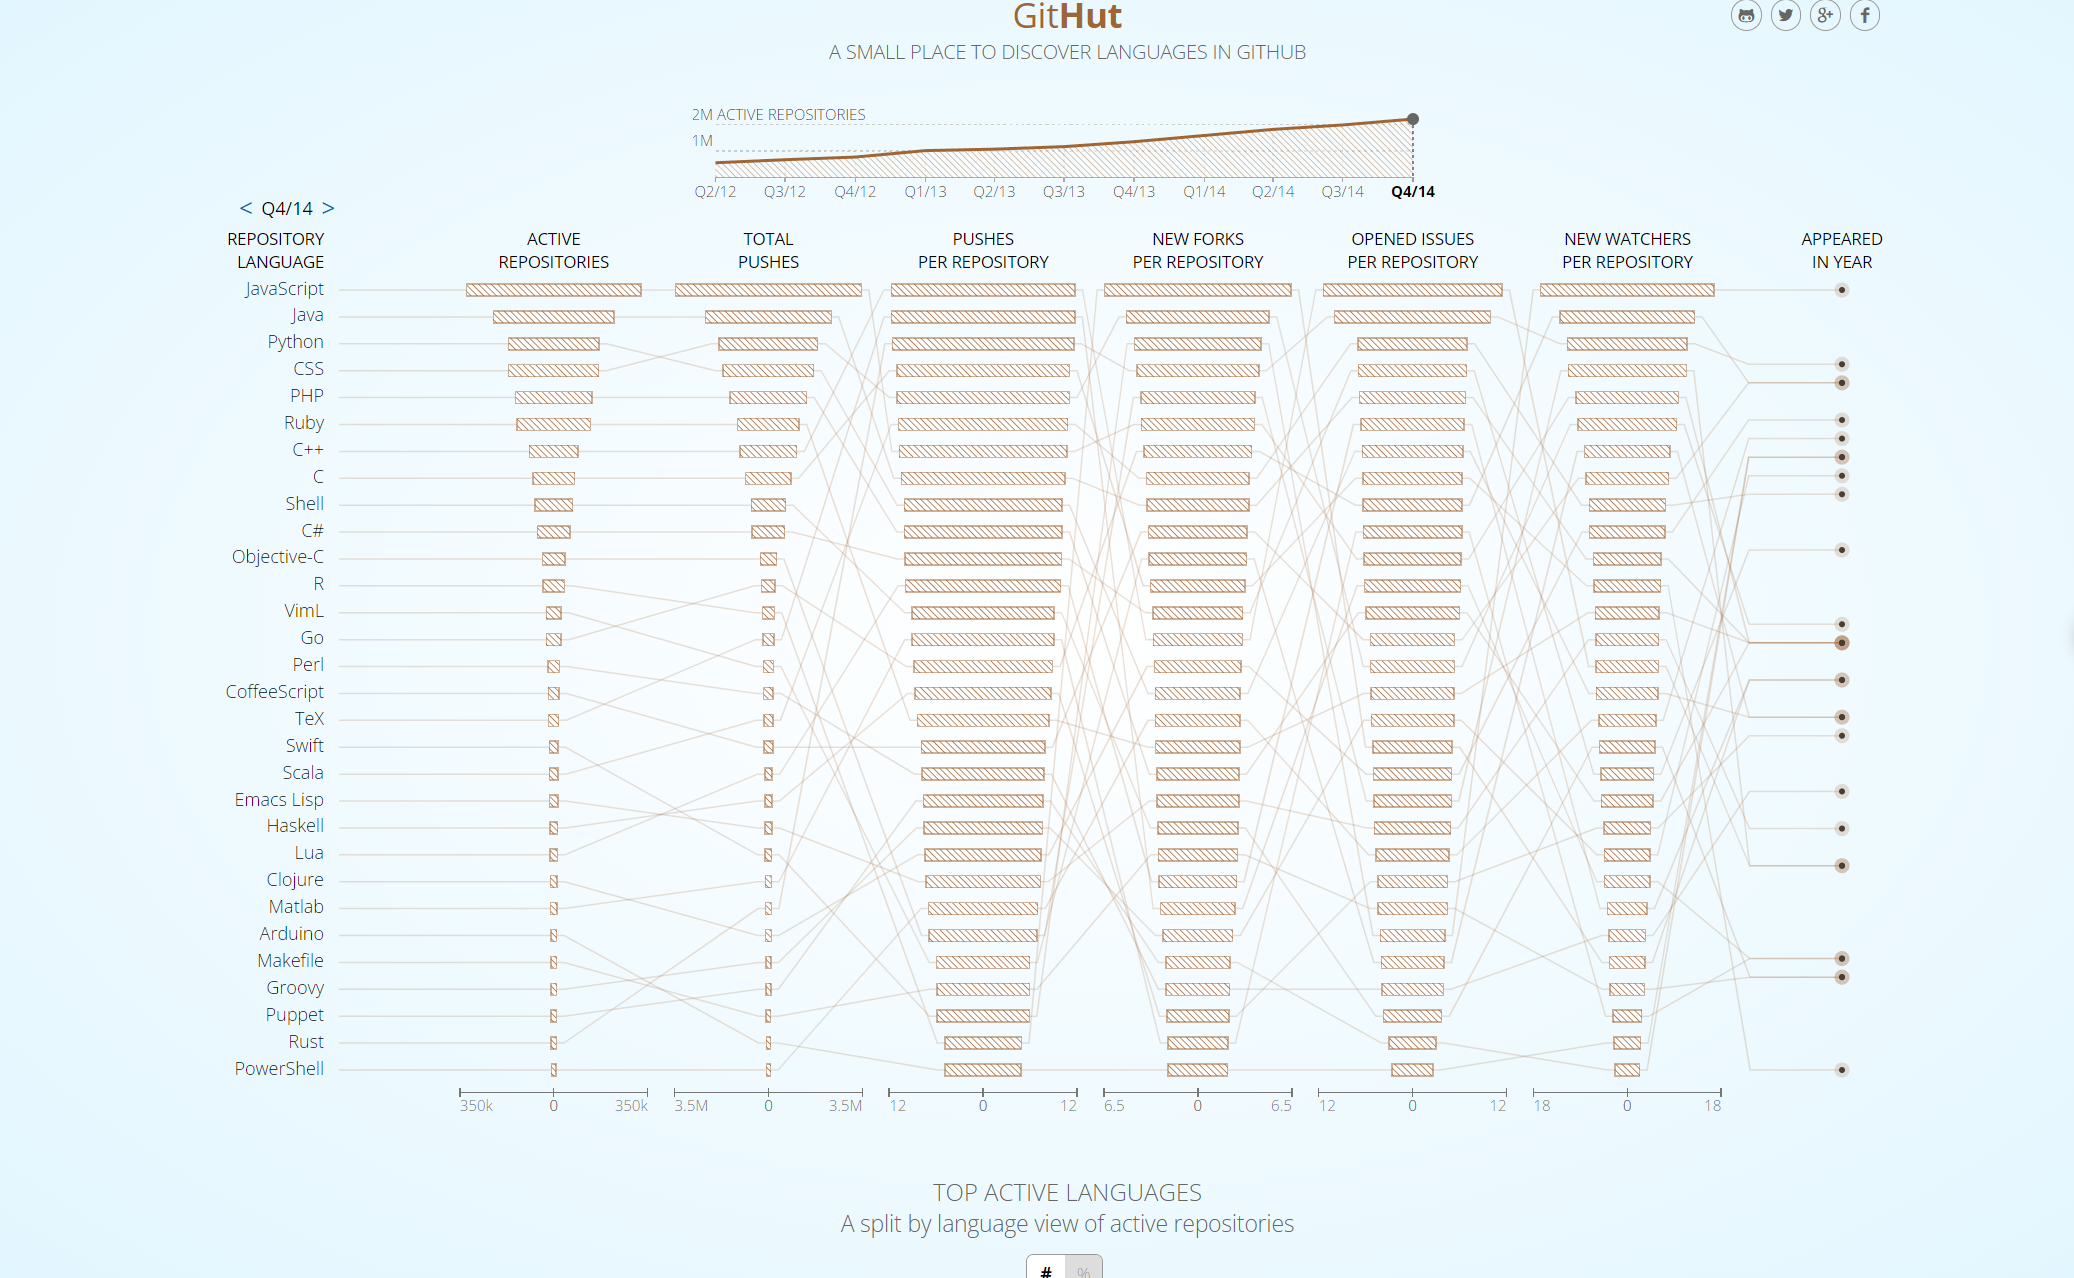 GitHut
A SMALL PLACE TO DISCOVER LANGUAGES IN GITHUB
2M ACTIVE REPOSITORIES
1M
Q2/12 Q3/12 Q4/12 Q1/13 Q2/13 Q3/13 Q4/13 Q1/14 Q2/14 Q3/14 Q4/14
< Q4/14 >
REPOSITORY LANGUAGE
ACTIVE REPOSITORIES
TOTAL PUSHES
PUSHES PER REPOSITORY
NEW FORKS PER REPOSITORY
OPENED ISSUES PER REPOSITORY
NEW WATCHERS PER REPOSITORY
APPEARED IN YEAR
JavaScript
Java
Python
CSS
PHP
Ruby
C++
C
Shell
C#
Objective-C
R
VimL
Go
Perl
CoffeeScript
TeX
Swift
Scala
Emacs Lisp
Haskell
Lua
Clojure
Matlab
Arduino
Makefile
Groovy
Puppet
Rust
PowerShell
350k 0 350k 3.5M 0 3.5M 12 0 12 6.5 0 6.5 12 0 12 18 0 18
TOP ACTIVE LANGUAGES
A split by language view of active repositories
# %